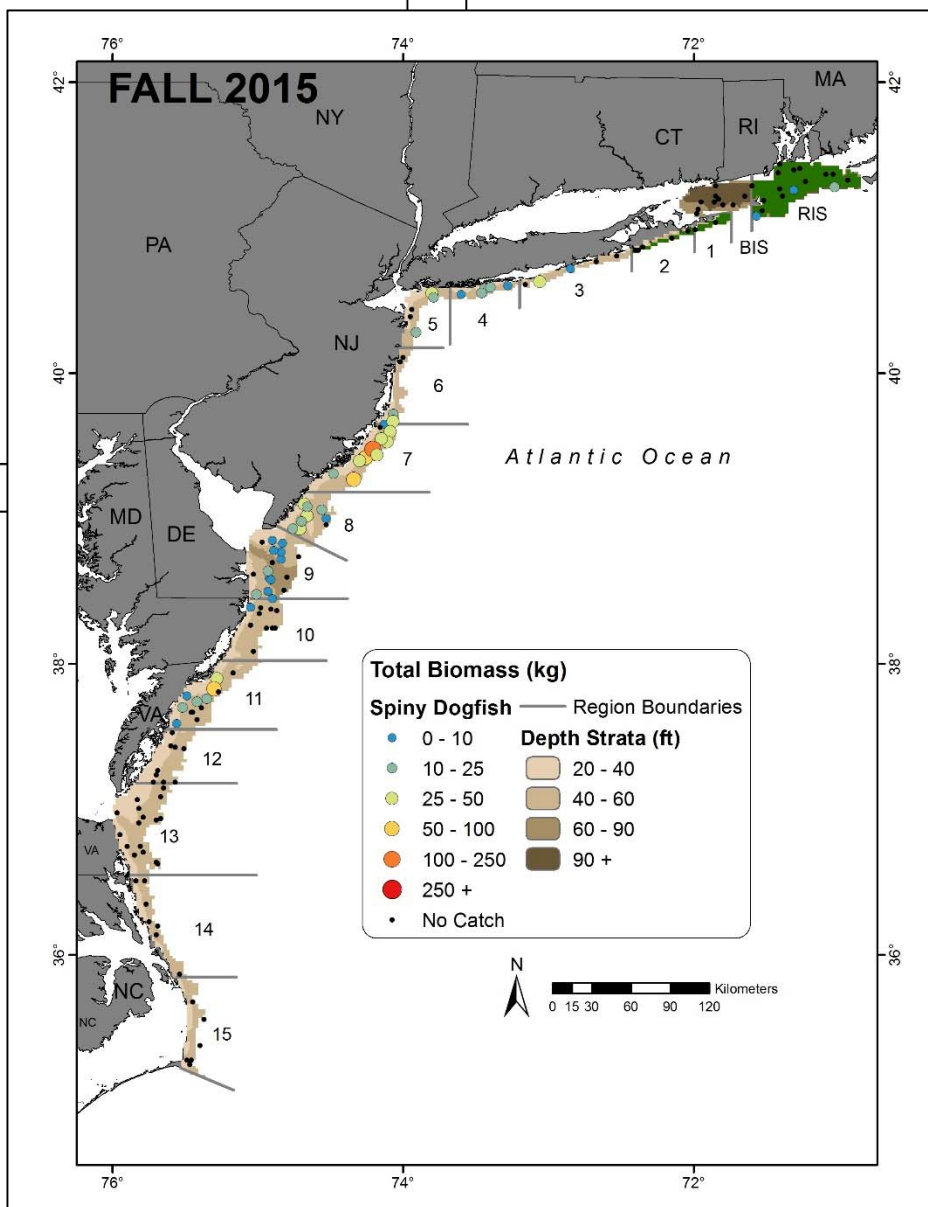 76°
74°
72°
42°
42°
FALL 2015
NY
MA
CT
RI
RIS
BIS
1
2
3
4
5
PA
NJ
40°
40°
6
7
Atlantic Ocean
MD
DE
8
9
10
38°
38°
11
VA
12
13
VA
14
36°
36°
NC
NC
15
Total Biomass (kg)
Spiny Dogfish
Region Boundaries
0 - 10
10 - 25
25 - 50
50 - 100
100 - 250
250 +
No Catch
Depth Strata (ft)
20 - 40
40 - 60
60 - 90
90 +
N
Kilometers
0 15 30 60 90 120
76°
74°
72°